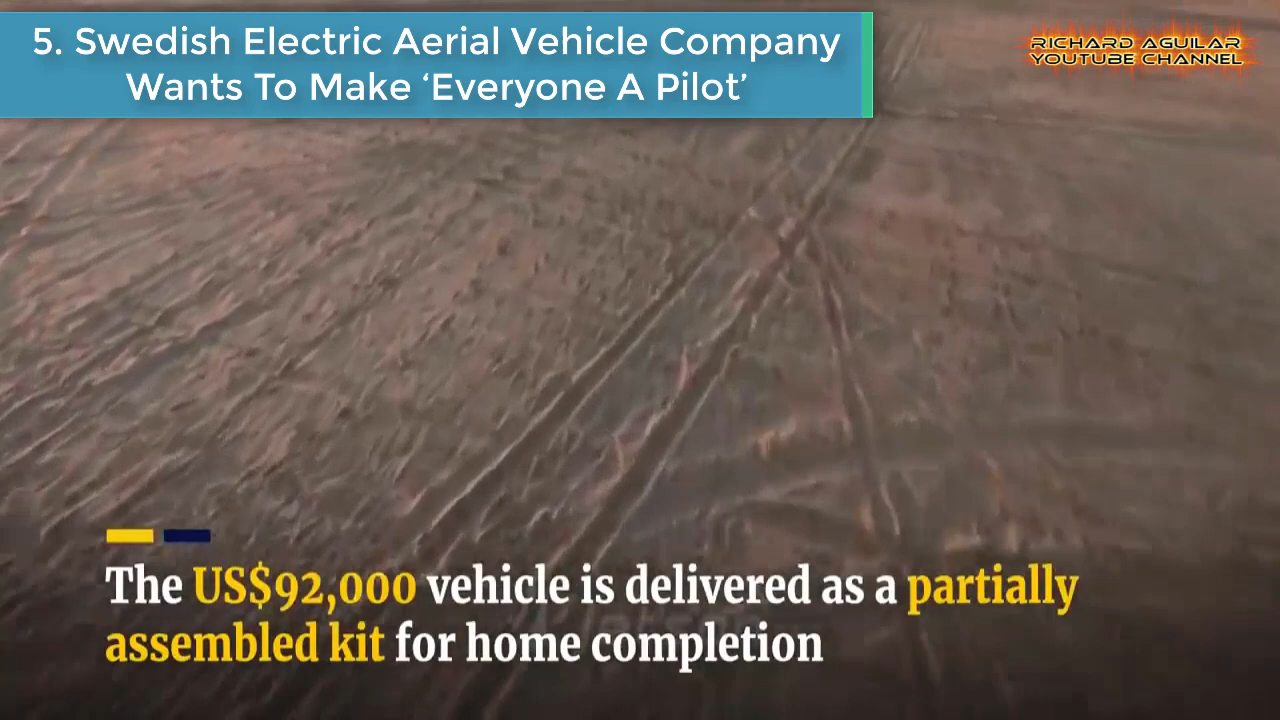 5. Swedish Electric Aerial Vehicle Company
Wants To Make ‘Everyone A Pilot’
RICHARD AGUILAR
YOUTUBE CHANNEL
The US$92,000 vehicle is delivered as a partially
assembled kit for home completion